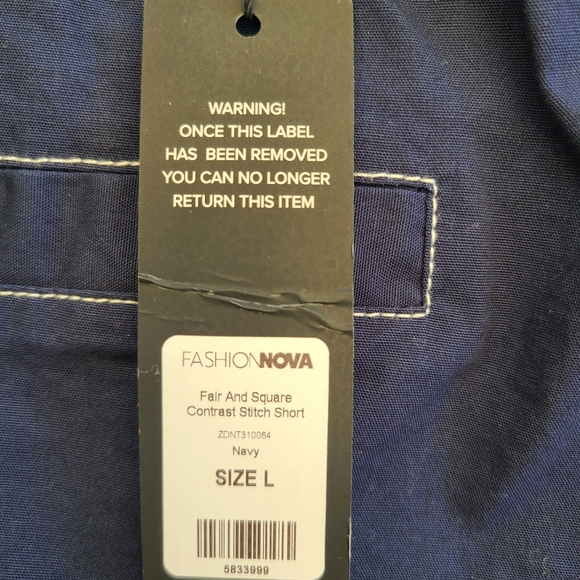 WARNING!
ONCE THIS LABEL
HAS BEEN REMOVED
YOU CAN NO LONGER
RETURN THIS ITEM
FASHIONNOVA
Fair And Square
Contrast Stitch Short
ZDNT310064
Navy
SIZE L
5833999